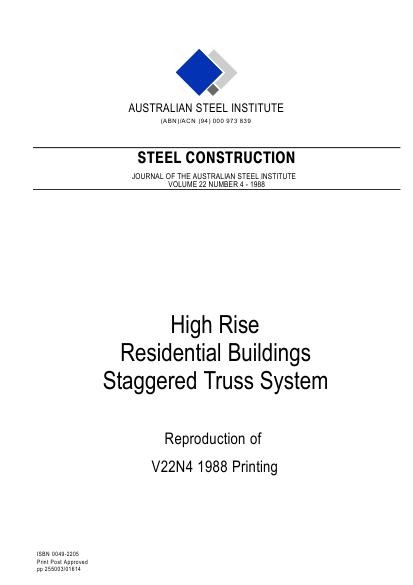 AUSTRALIAN STEEL INSTITUTE
(ABN)/ACN (94) 000 973 839
STEEL CONSTRUCTION
JOURNAL OF THE AUSTRALIAN STEEL INSTITUTE
VOLUME 22 NUMBER 4 - 1988
High Rise
Residential Buildings
Staggered Truss System
Reproduction of
V22N4 1988 Printing
ISBN 0049-2205
Print Post Approved
pp 255003/01614